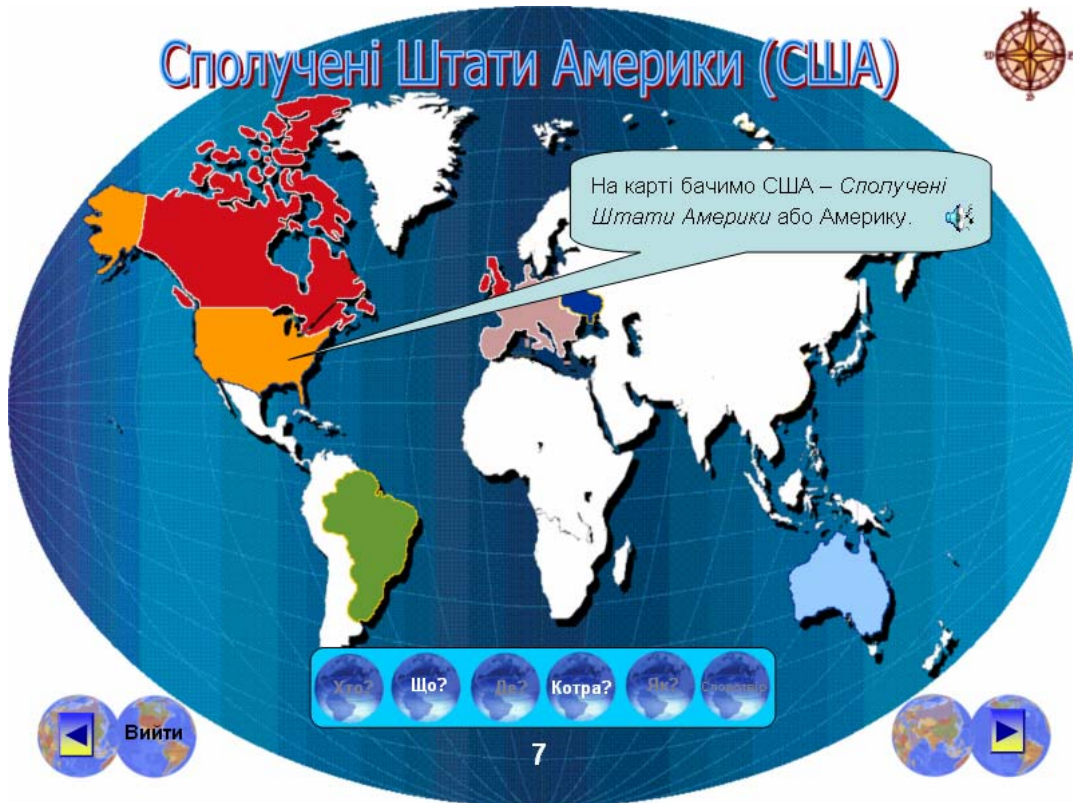 Сполучені Штати Америки (США)
На карті бачимо США – Сполучені
Штати Америки або Америку.
Хто?
Що?
Де?
Котра?
Як?
Вийти
7